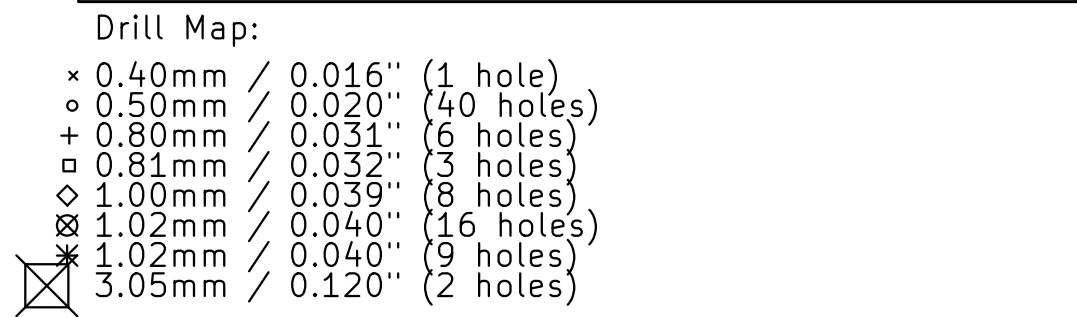 Drill Map:
0.40mm / 0.016" (1 hole)
0.50mm / 0.020" (40 holes)
0.80mm / 0.031" (6 holes)
0.81mm / 0.032" (3 holes)
1.00mm / 0.039" (8 holes)
1.02mm / 0.040" (16 holes)
1.02mm / 0.040" (9 holes)
3.05mm / 0.120" (2 holes)